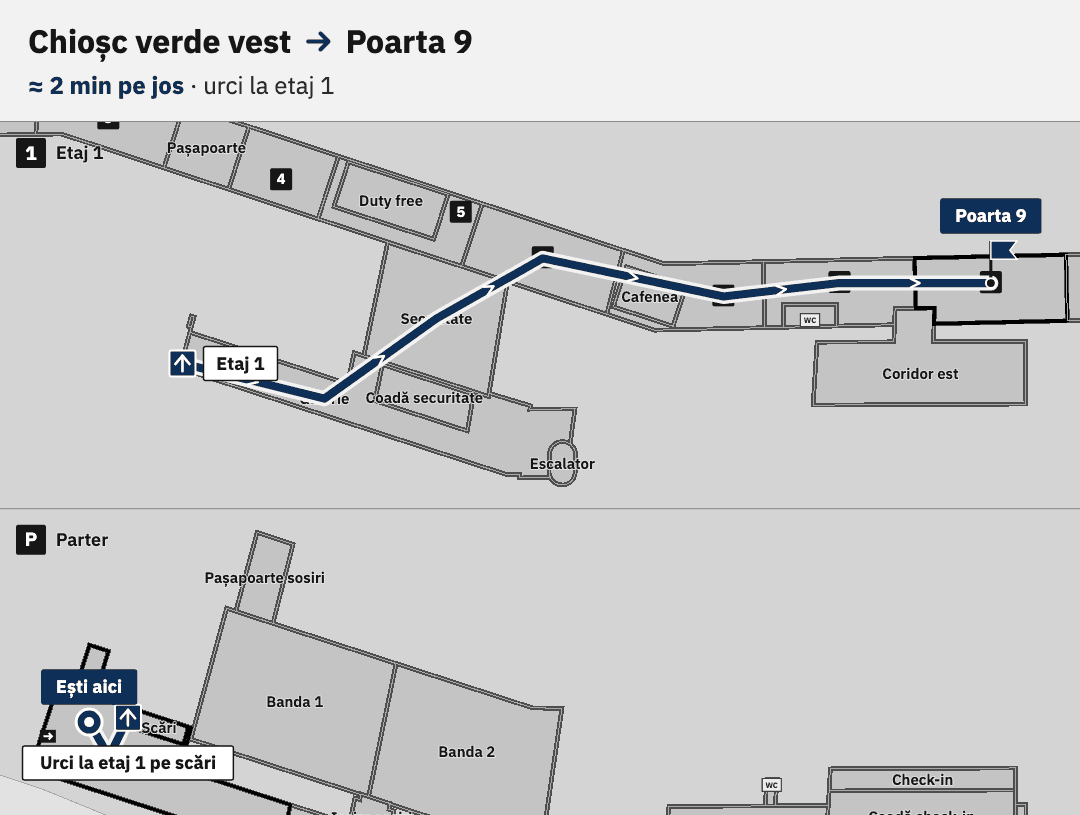 Chioșc verde vest → Poarta 9
≈ 2 min pe jos · urci la etaj 1
1 Etaj 1
Pașapoarte
4
Duty free
5
Poarta 9
Cafenea
WC
Etaj 1
Coadă securitate
Coridor est
Escalator
P Parter
Pașapoarte sosiri
Ești aici
Scări
Banda 1
Banda 2
Urci la etaj 1 pe scări
WC
Check-in